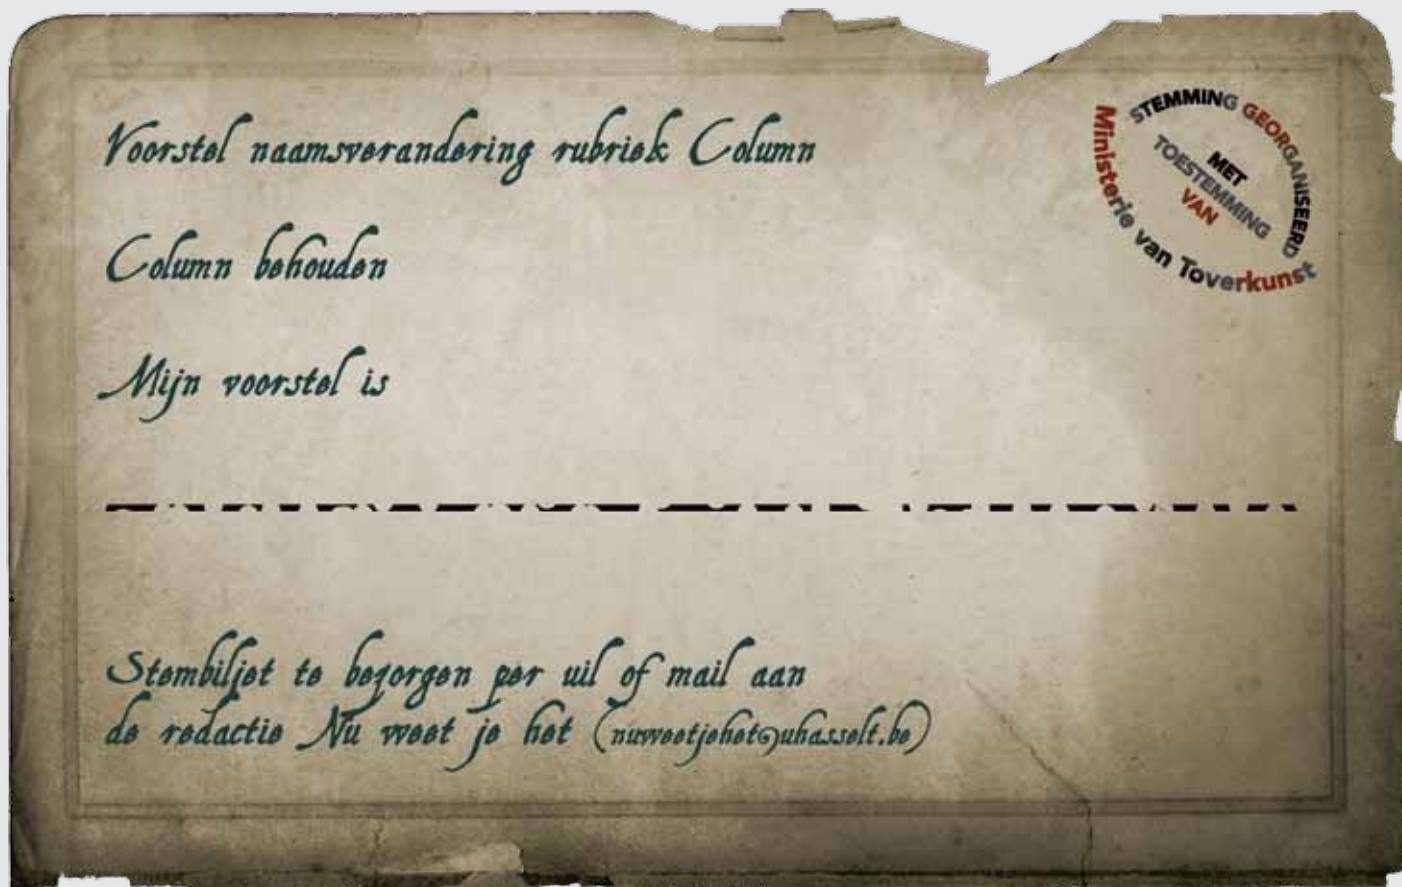 Voorstel naamsverandering rubriek Column
STEMMING GEORGANISEERD
MET
TOESTEMMING
VAN
Ministerie van Toverkunst
Column behouden
Mijn voorstel is
Stembiljet te bezorgen per uil of mail aan
de redactie Nu weet je het (nuweetjehet@uhasselt.be)